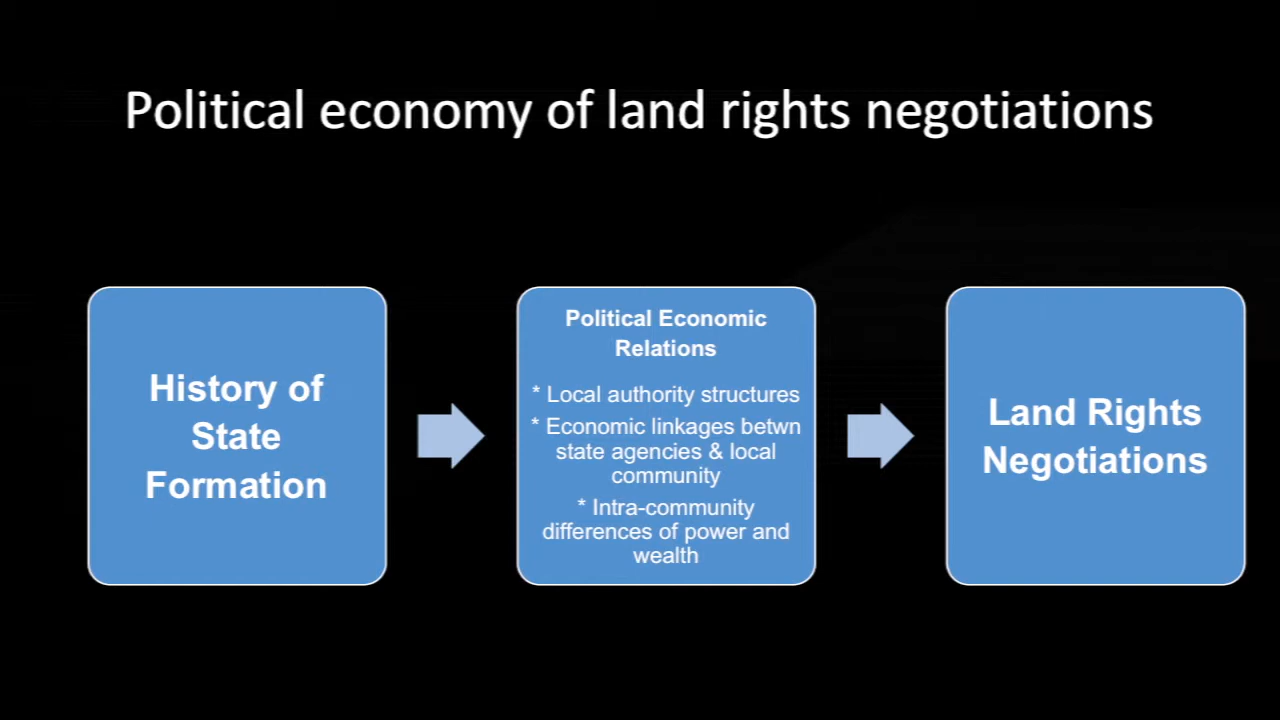 Political economy of land rights negotiations
History of
State
Formation
Political Economic
Relations
* Local authority structures
* Economic linkages betwn
state agencies & local
community
* Intra-community
differences of power and
wealth
Land Rights
Negotiations